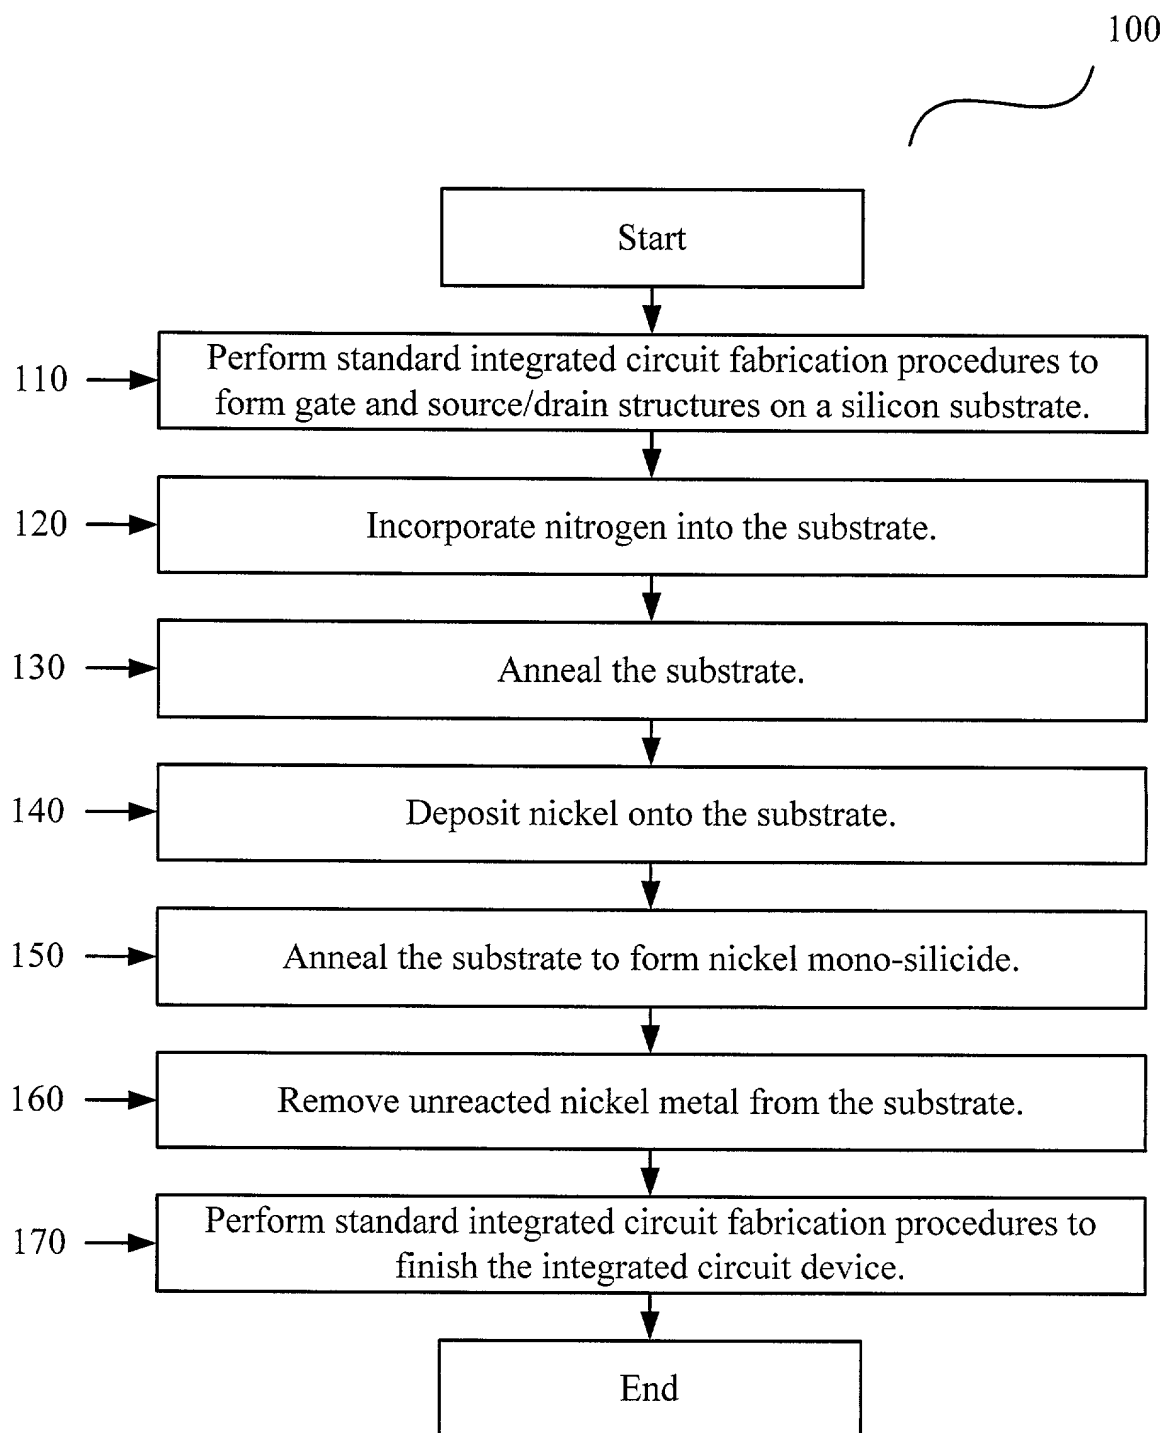 100
Start
110
Perform standard integrated circuit fabrication procedures to
form gate and source/drain structures on a silicon substrate.
120
Incorporate nitrogen into the substrate.
130
Anneal the substrate.
140
Deposit nickel onto the substrate.
150
Anneal the substrate to form nickel mono-silicide.
160
Remove unreacted nickel metal from the substrate.
170
Perform standard integrated circuit fabrication procedures to
finish the integrated circuit device.
End